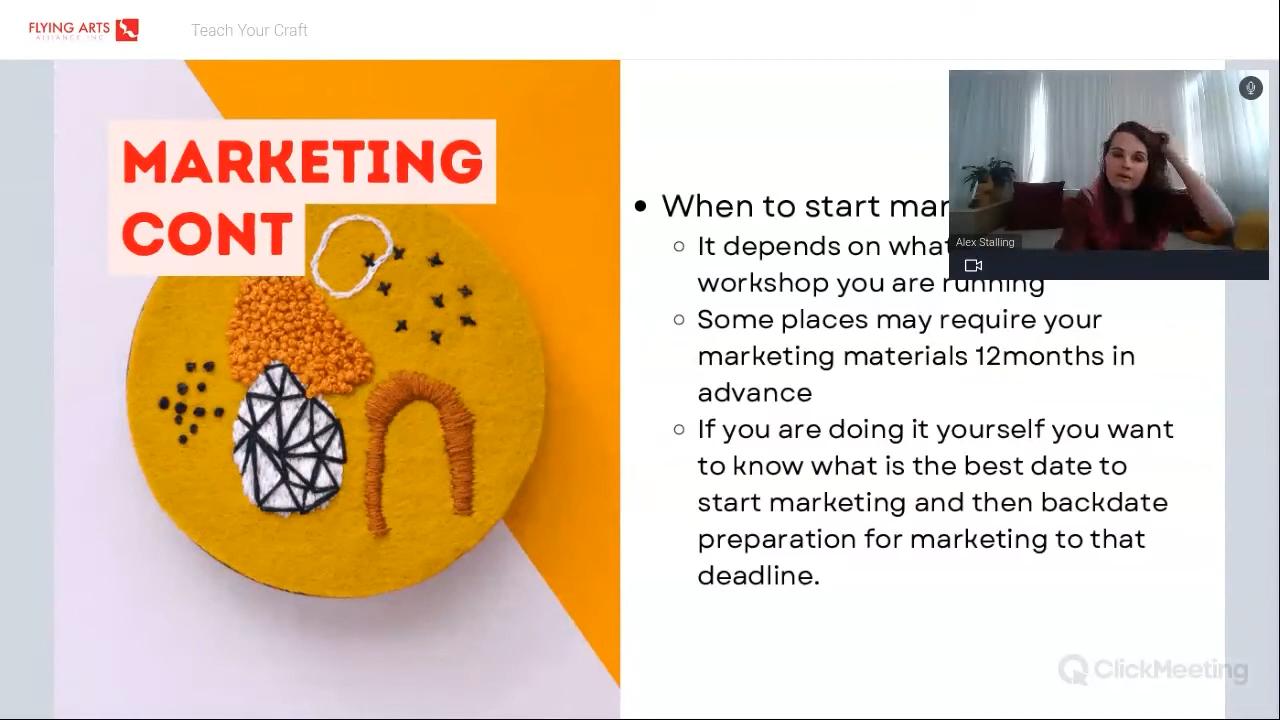 FLYING ARTS
ALLIANCE INC
Teach Your Craft
MARKETING
CONT
• When to start mar
○ It depends on what
workshop you are running
○ Some places may require your
marketing materials 12months in
advance
○ If you are doing it yourself you want
to know what is the best date to
start marketing and then backdate
preparation for marketing to that
deadline.
Alex Stalling
ClickMeeting